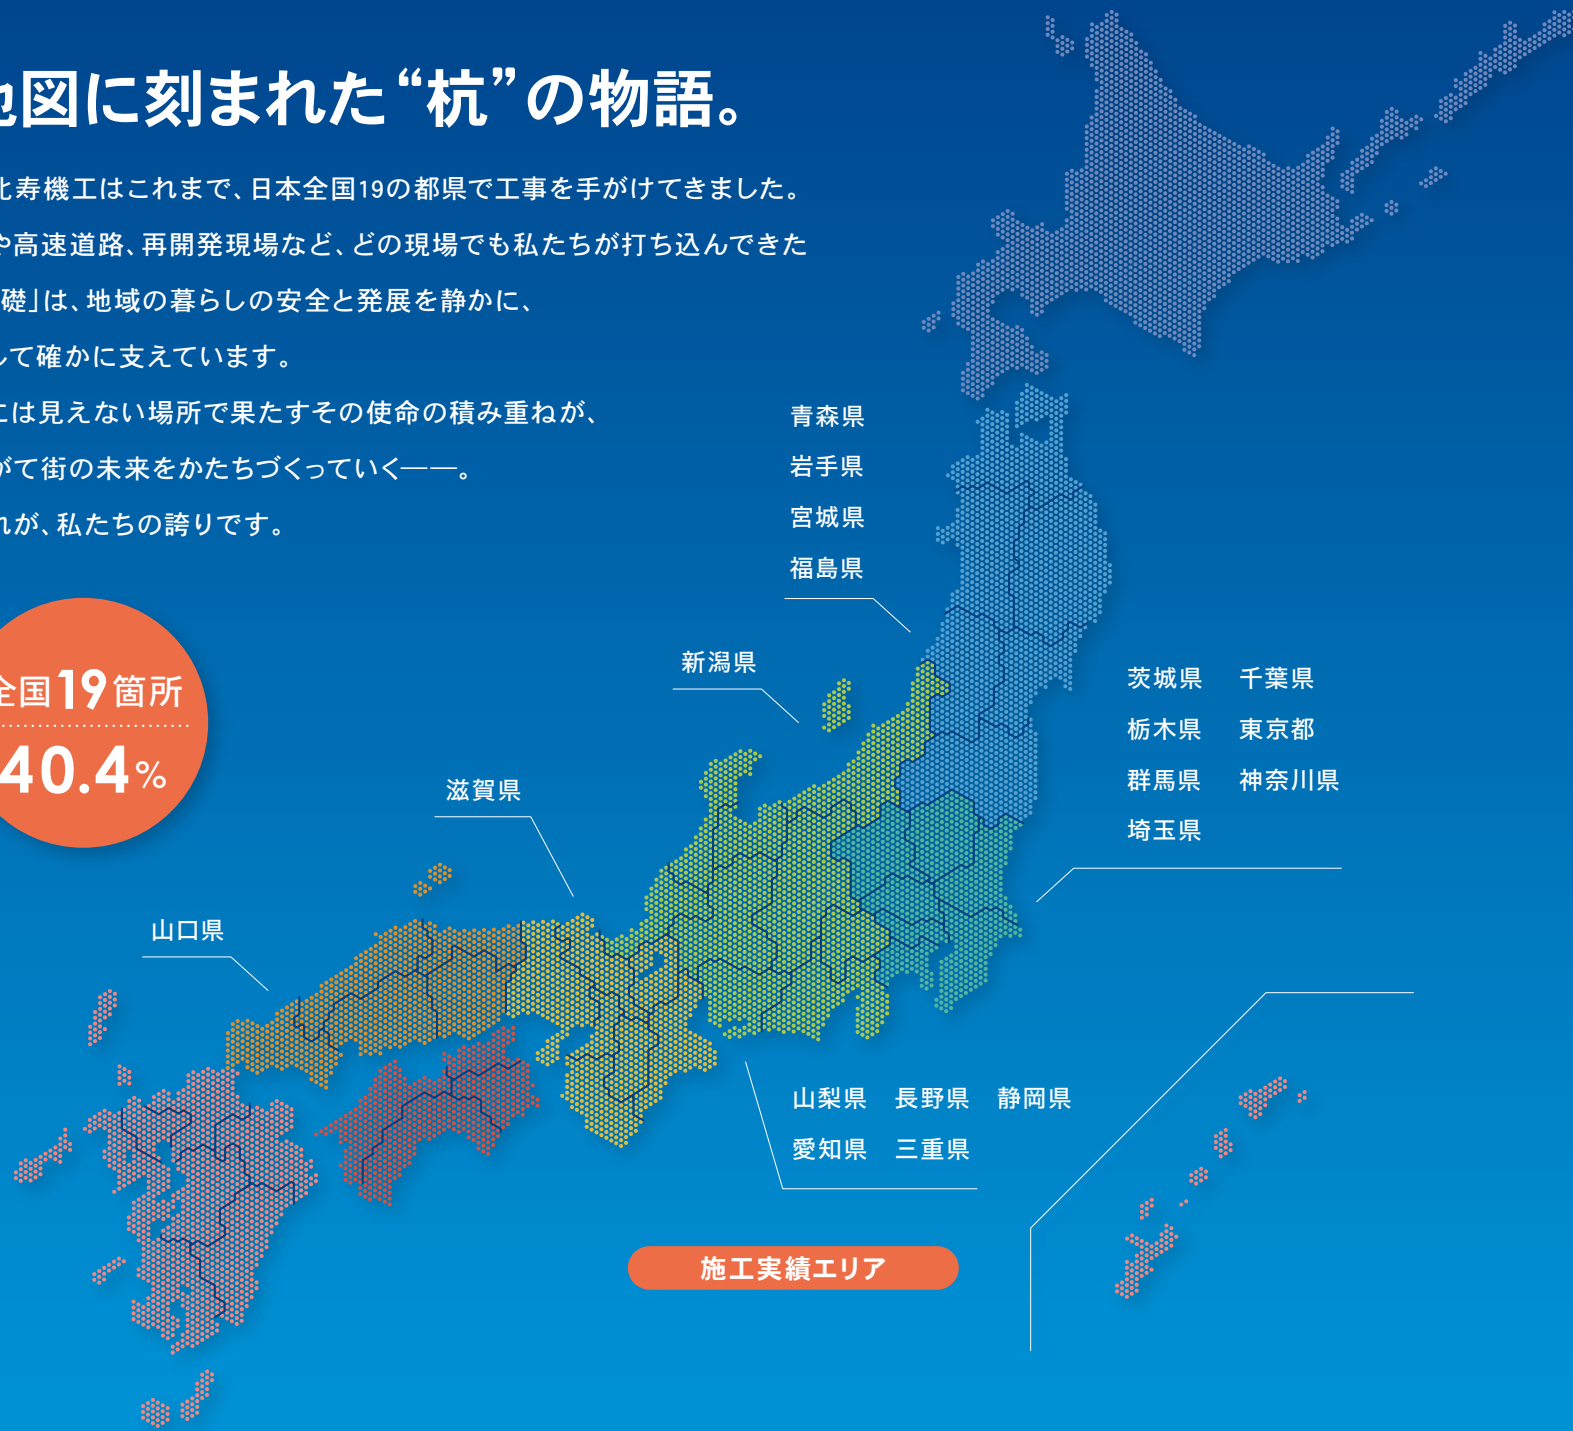 地図に刻まれた“杭”の物語。
比寿機工はこれまで、日本全国19の都県で工事を手がけてきました。
や高速道路、再開発現場など、どの現場でも私たちが打ち込んできた
礎」は、地域の暮らしの安全と発展を静かに、
して確かに支えています。
には見えない場所で果たすその使命の積み重ねが、
がて街の未来をかたちづくっていく――。
れが、私たちの誇りです。
全国19箇所
40.4%
青森県
岩手県
宮城県
福島県
新潟県
滋賀県
山口県
茨城県 千葉県
栃木県 東京都
群馬県 神奈川県
埼玉県
山梨県 長野県 静岡県
愛知県 三重県
施工実績エリア